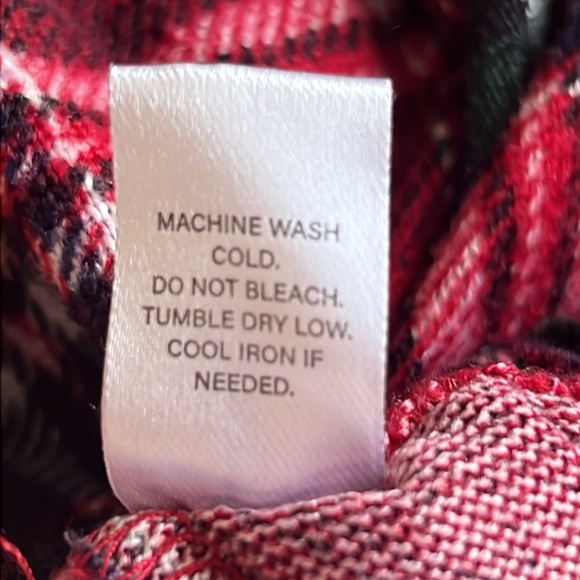 MACHINE WASH
COLD.
DO NOT BLEACH.
TUMBLE DRY LOW.
COOL IRON IF
NEEDED.